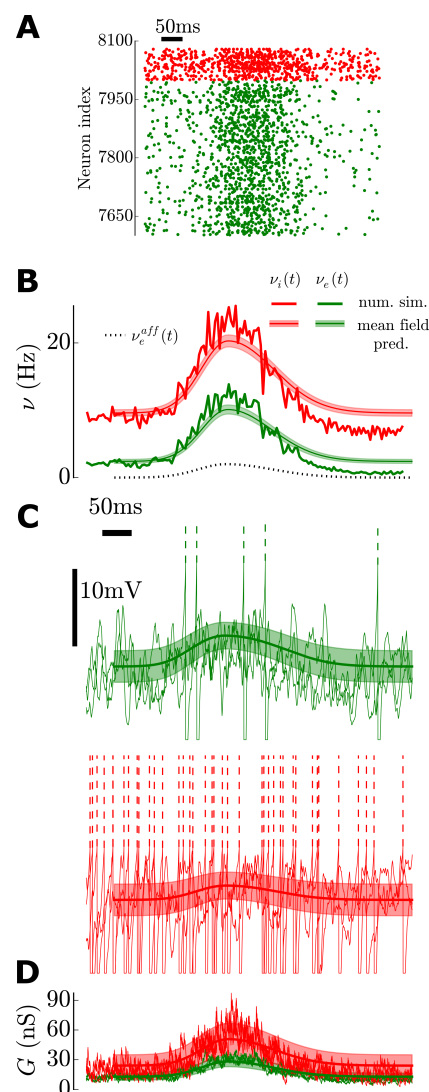 A
50ms
8100
7950
7800
7650
Neuron index
B
ν_i(t) ν_e(t)
num. sim.
mean field
pred.
ν_e^{aff}(t)
20
0
ν (Hz)
C
50ms
10mV
D
90
60
30
0
G (nS)